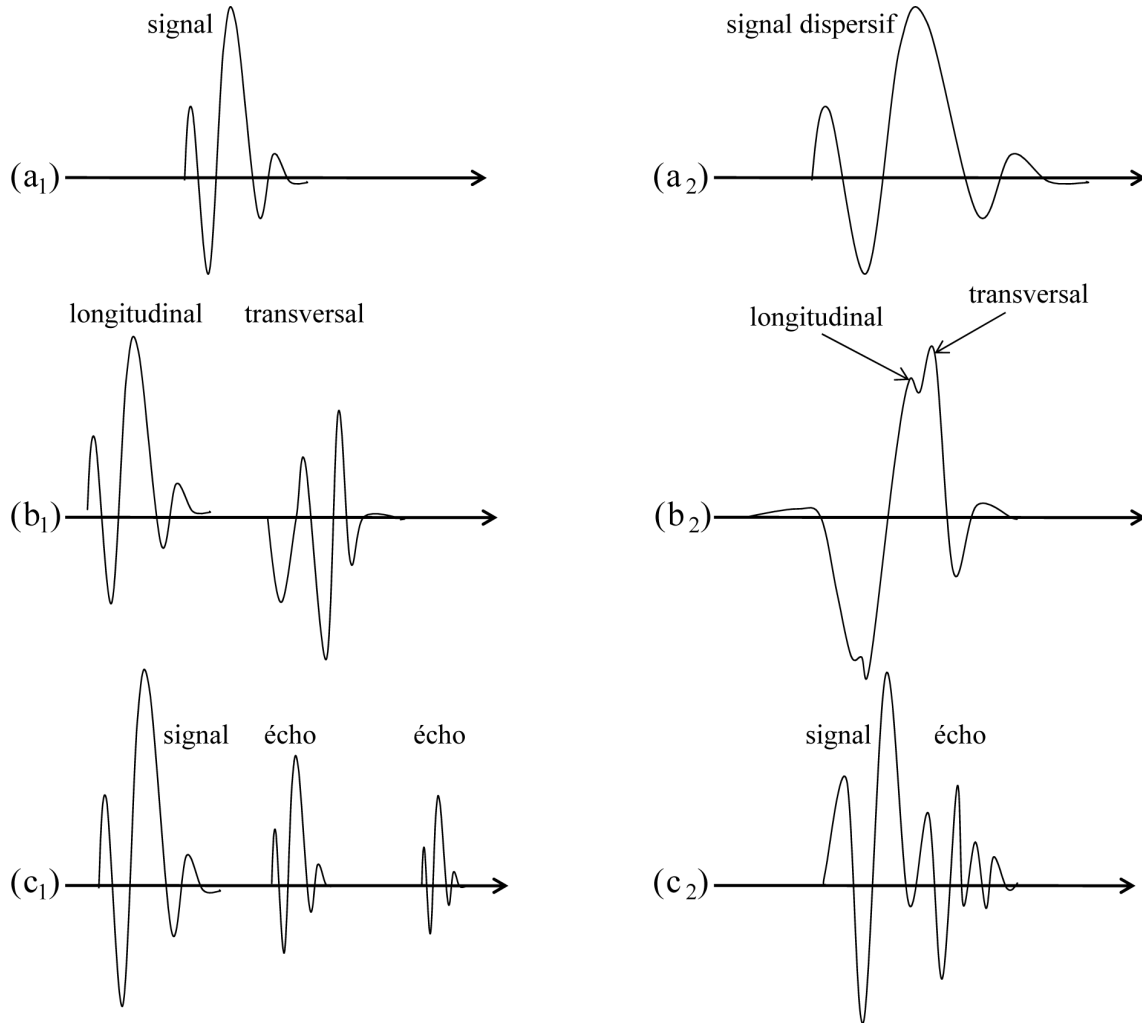 signal
signal dispersif
(a₁)
(a₂)
longitudinal
transversal
longitudinal
transversal
(b₁)
(b₂)
signal
écho
écho
signal
écho
(c₁)
(c₂)